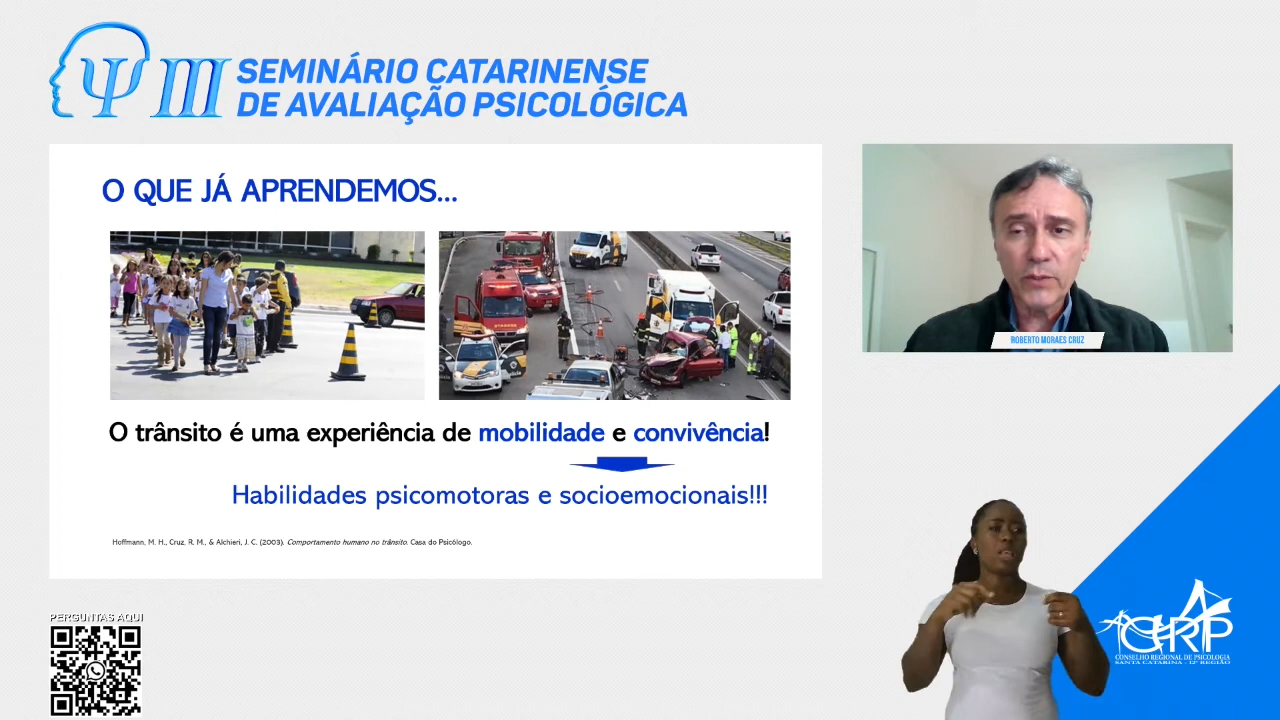 Ψ III SEMINÁRIO CATARINENSE
DE AVALIAÇÃO PSICOLÓGICA
O QUE JÁ APRENDEMOS...
O trânsito é uma experiência de mobilidade e convivência!
Habilidades psicomotoras e socioemocionais!!!
Hoffmann, M. H., Cruz, R. M., & Alchieri, J. C. (2003). Comportamento humano no trânsito. Casa do Psicólogo.
ROBERTO MORAES CRUZ
PERGUNTAS AQUI
CRP
CONSELHO REGIONAL DE PSICOLOGIA
SANTA CATARINA - 12ª REGIÃO